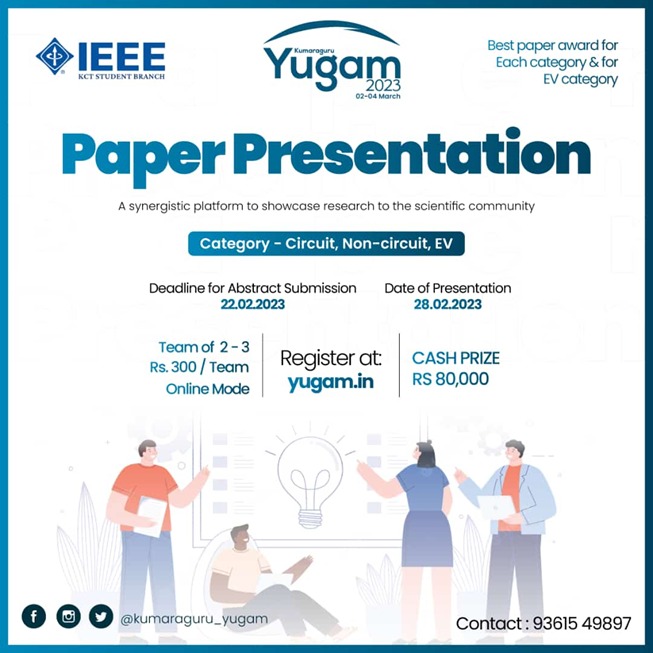 IEEE
KCT STUDENT BRANCH
Kumaraguru
Yugam
2023
02-04 March
Best paper award for
Each category & for
EV category
Paper Presentation
A synergistic platform to showcase research to the scientific community
Category - Circuit, Non-circuit, EV
Deadline for Abstract Submission
22.02.2023
Date of Presentation
28.02.2023
Team of 2 - 3
Rs. 300 / Team
Online Mode
Register at:
yugam.in
CASH PRIZE
RS 80,000
@kumaraguru_yugam
Contact : 93615 49897